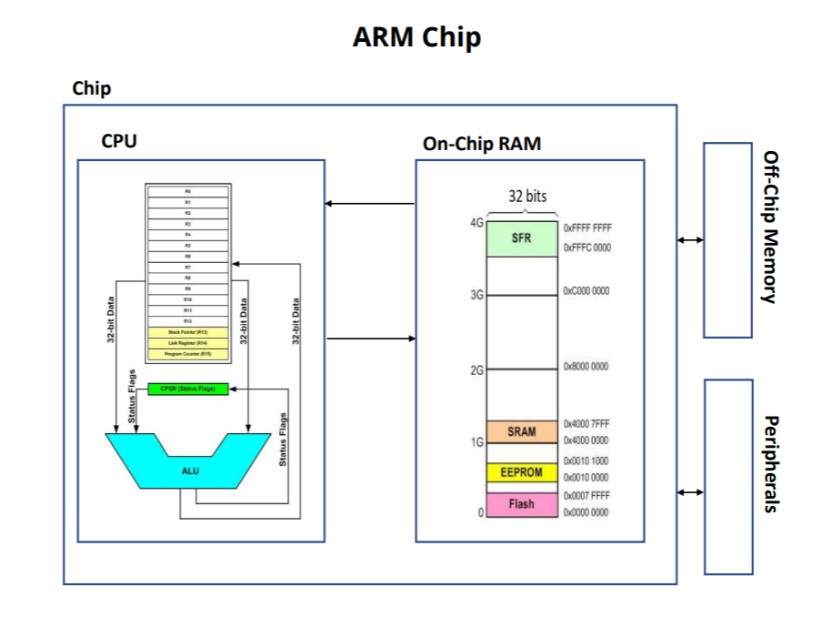 ARM Chip
Chip
CPU
On-Chip RAM
R0
R1
R2
R3
R4
R5
R6
R7
R8
R9
R10
R11
R12
Stack Pointer (R13)
Link Register (R14)
Program Counter (R15)
CPSR (Status Flags)
32-bit Data
Status Flags
32-bit Data
Status Flags
32-bit Data
ALU
32 bits
4G
SFR
0xFFFF FFFF
0xFFFC 0000
3G
0xC000 0000
2G
0x8000 0000
SRAM
0x4000 7FFF
1G
0x4000 0000
EEPROM
0x0010 1000
0x0010 0000
Flash
0x0007 FFFF
0
0x0000 0000
Off-Chip Memory
Peripherals